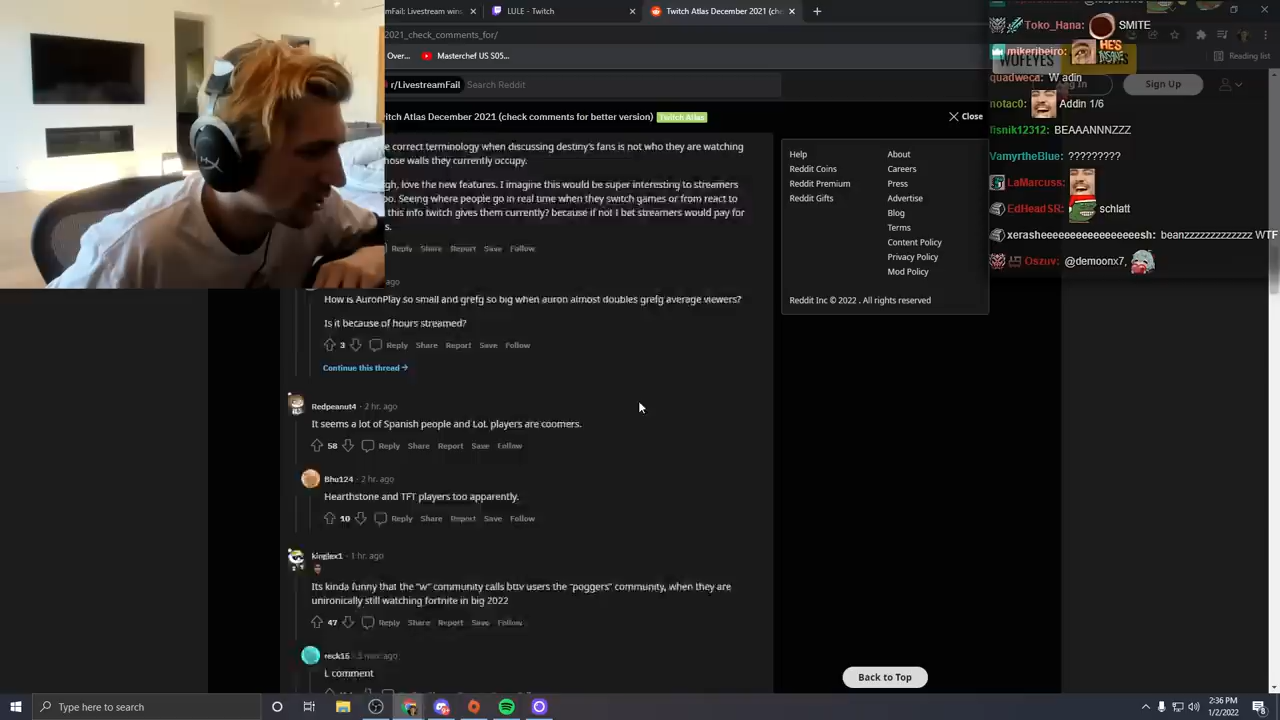 Fail: Livestream win
LULE - Twitch
Twitch Atlas December 2021 (che
2021_check_comments_for/
Over...
Masterchef US S05...
Reading list
r/LivestreamFail
Search Reddit
Sign Up
itch Atlas December 2021 (check comments for better version)
Twitch Atlas
Close
e correct terminology when discussing destiny's fans is not who they are watching
hose walls they currently occupy.
gh, love the new features. I imagine this would be super interesting to streamers
oo. Seeing where people go in real time when they switch games or from react to
this info twitch gives them currently? because if not I bet streamers would pay for
s.
Reply Share Report Save Follow
ago
How is AuronPlay so small and grefg so big when auron almost doubles grefg average viewers?
Is it because of hours streamed?
3 Reply Share Report Save Follow
Continue this thread
Redpeanut4 · 2 hr. ago
It seems a lot of Spanish people and LoL players are coomers.
58 Reply Share Report Save Follow
Bhu124 · 2 hr. ago
Hearthstone and TFT players too apparently.
10 Reply Share Report Save Follow
kinglex1 · 1 hr. ago
Its kinda funny that the "w" community calls bttv users the "poggers" community, when they are
unironically still watching fortnite in big 2022
47 Reply Share Report Save Follow
L comment
Help
Reddit Coins
Reddit Premium
Reddit Gifts
About
Careers
Press
Advertise
Blog
Terms
Content Policy
Privacy Policy
Mod Policy
Reddit Inc © 2022 . All rights reserved
Toko_Hana: SMITE
mikeribeiro: HE'S INSANE
quadweca: W adin
notac0: Addin 1/6
fisnik12312: BEAAANNNZZZ
VamyrtheBlue: ?????????
LaMarcuss:
EdHeadSR: schlatt
xerasheeeeeeeeeeeeeeeesh: beanzzzzzzzzzzzz WTF
Oszuv: @demoonx7,
Back to Top
Type here to search
2:36 PM
1/2/2022